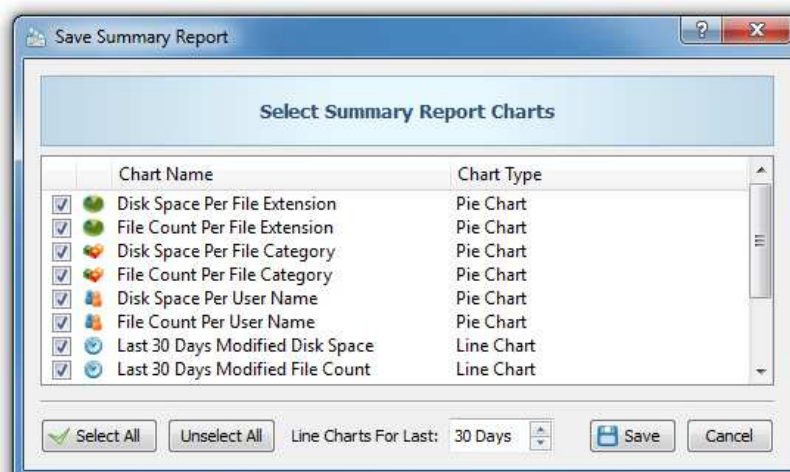 Save Summary Report
?
Select Summary Report Charts
Chart Name Chart Type
Disk Space Per File Extension Pie Chart
File Count Per File Extension Pie Chart
Disk Space Per File Category Pie Chart
File Count Per File Category Pie Chart
Disk Space Per User Name Pie Chart
File Count Per User Name Pie Chart
Last 30 Days Modified Disk Space Line Chart
Last 30 Days Modified File Count Line Chart
Select All Unselect All Line Charts For Last: 30 Days Save Cancel